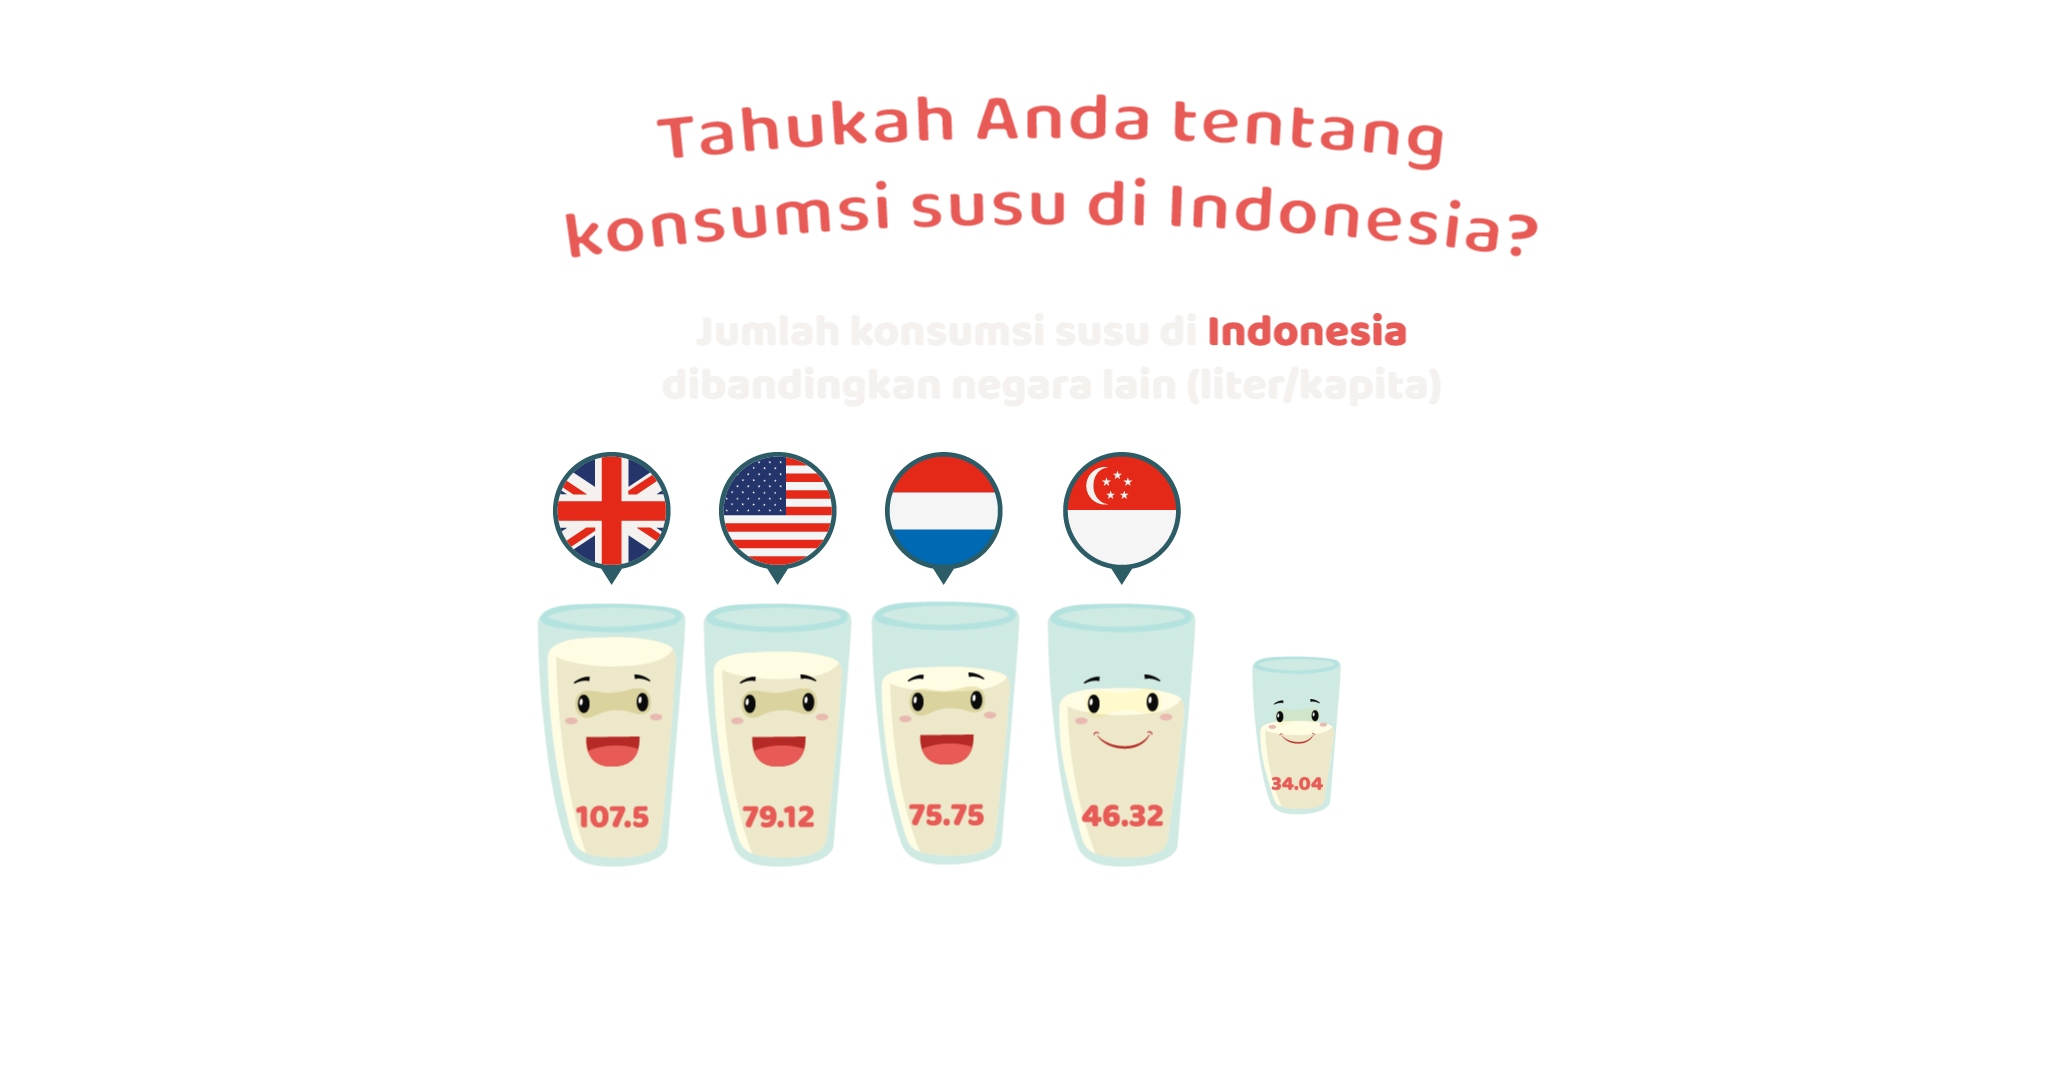 Tahukah Anda tentang
konsumsi susu di Indonesia?
Jumlah konsumsi susu di Indonesia
dibandingkan negara lain (liter/kapita)
107.5
79.12
75.75
46.32
34.04